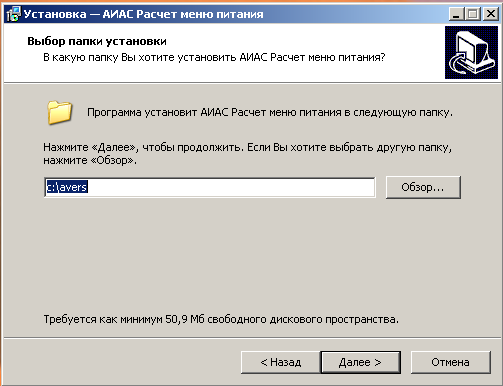 Установка — АИАС Расчет меню питания
Выбор папки установки
В какую папку Вы хотите установить АИАС Расчет меню питания?
Программа установит АИАС Расчет меню питания в следующую папку.
Нажмите «Далее», чтобы продолжить. Если Вы хотите выбрать другую папку,
нажмите «Обзор».
c:\avers
Обзор...
Требуется как минимум 50,9 Мб свободного дискового пространства.
< Назад
Далее >
Отмена